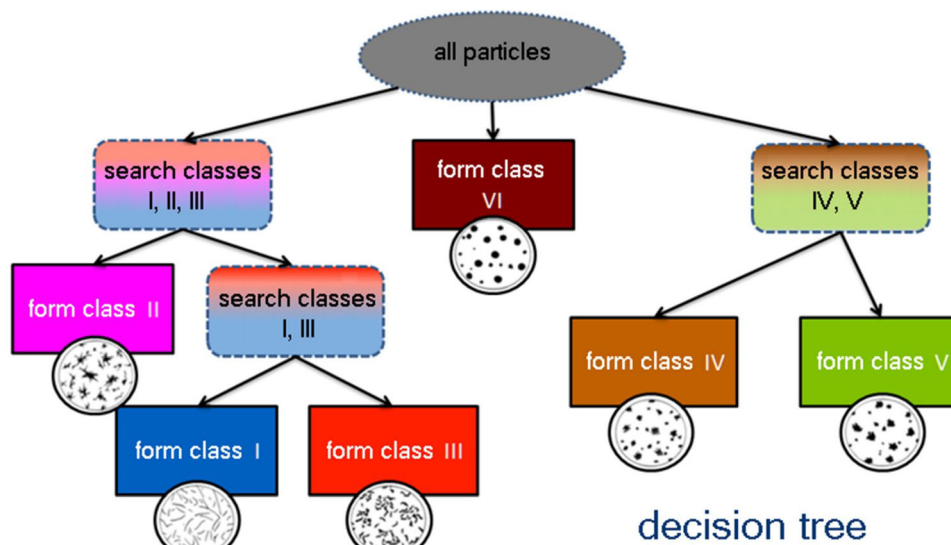 all particles
search classes
I, II, III
form class
VI
search classes
IV, V
form class II
search classes
I, III
form class IV
form class V
form class I
form class III
decision tree